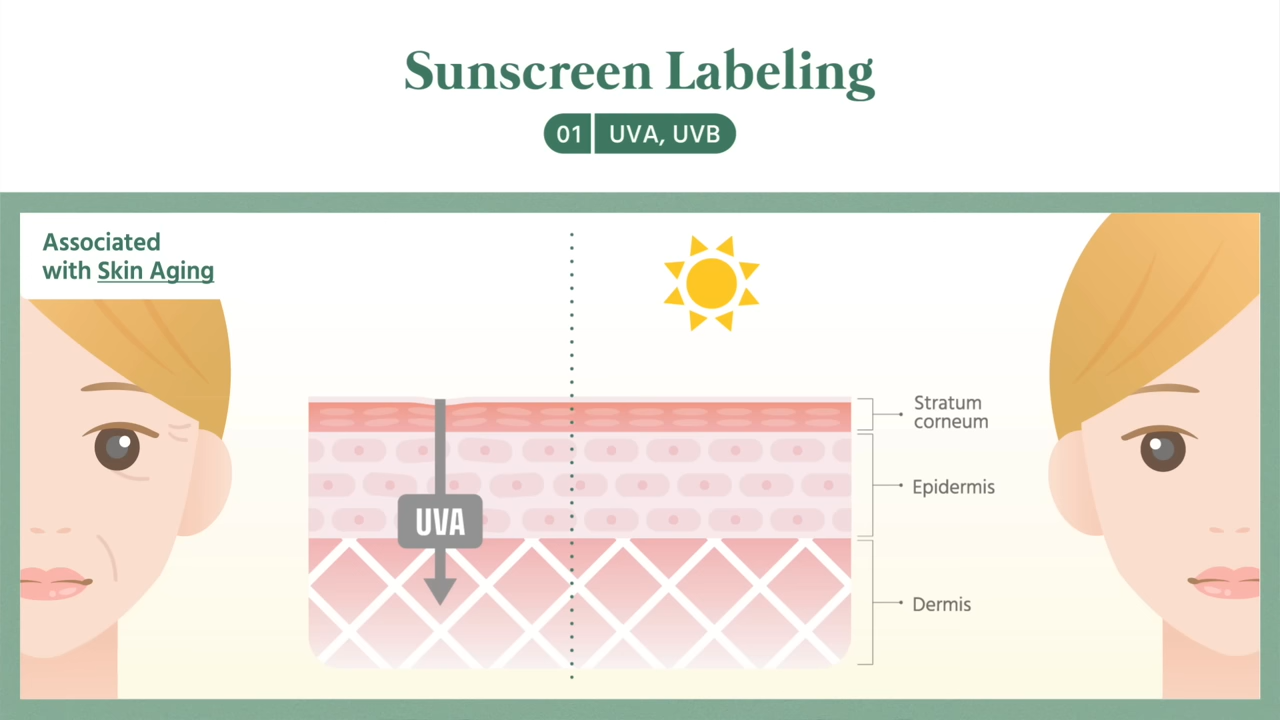 Sunscreen Labeling
01 UVA, UVB
Associated
with Skin Aging
UVA
Stratum
corneum
Epidermis
Dermis